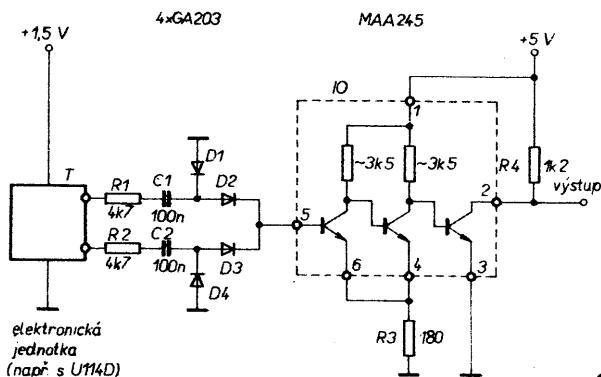 4xGA203
MAA245
+1,5 V
+5 V
IO
1
D1
T
R1
C1
D2
~3k5
~3k5
R4
1k2
2
výstup
4k7
100n
5
R2
C2
D3
4k7
100n
6
4
3
D4
R3
180
elektronická
jednotka
(např. s U114D)